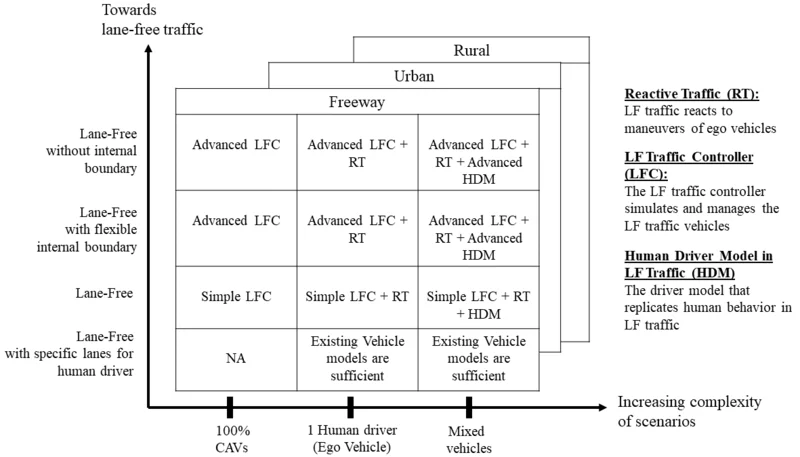 Towards
lane-free traffic
Rural
Urban
Freeway
Lane-Free
without internal
boundary
Advanced LFC
Advanced LFC +
RT
Advanced LFC +
RT + Advanced
HDM
Lane-Free
with flexible
internal boundary
Advanced LFC
Advanced LFC +
RT
Advanced LFC +
RT + Advanced
HDM
Lane-Free
Simple LFC
Simple LFC + RT
Simple LFC + RT
+ HDM
Lane-Free
with specific lanes for
human driver
NA
Existing Vehicle
models are
sufficient
Existing Vehicle
models are
sufficient
100%
CAVs
1 Human driver
(Ego Vehicle)
Mixed
vehicles
Increasing complexity
of scenarios
Reactive Traffic (RT):
LF traffic reacts to
maneuvers of ego vehicles
LF Traffic Controller
(LFC):
The LF traffic controller
simulates and manages the
LF traffic vehicles
Human Driver Model in
LF Traffic (HDM)
The driver model that
replicates human behavior in
LF traffic